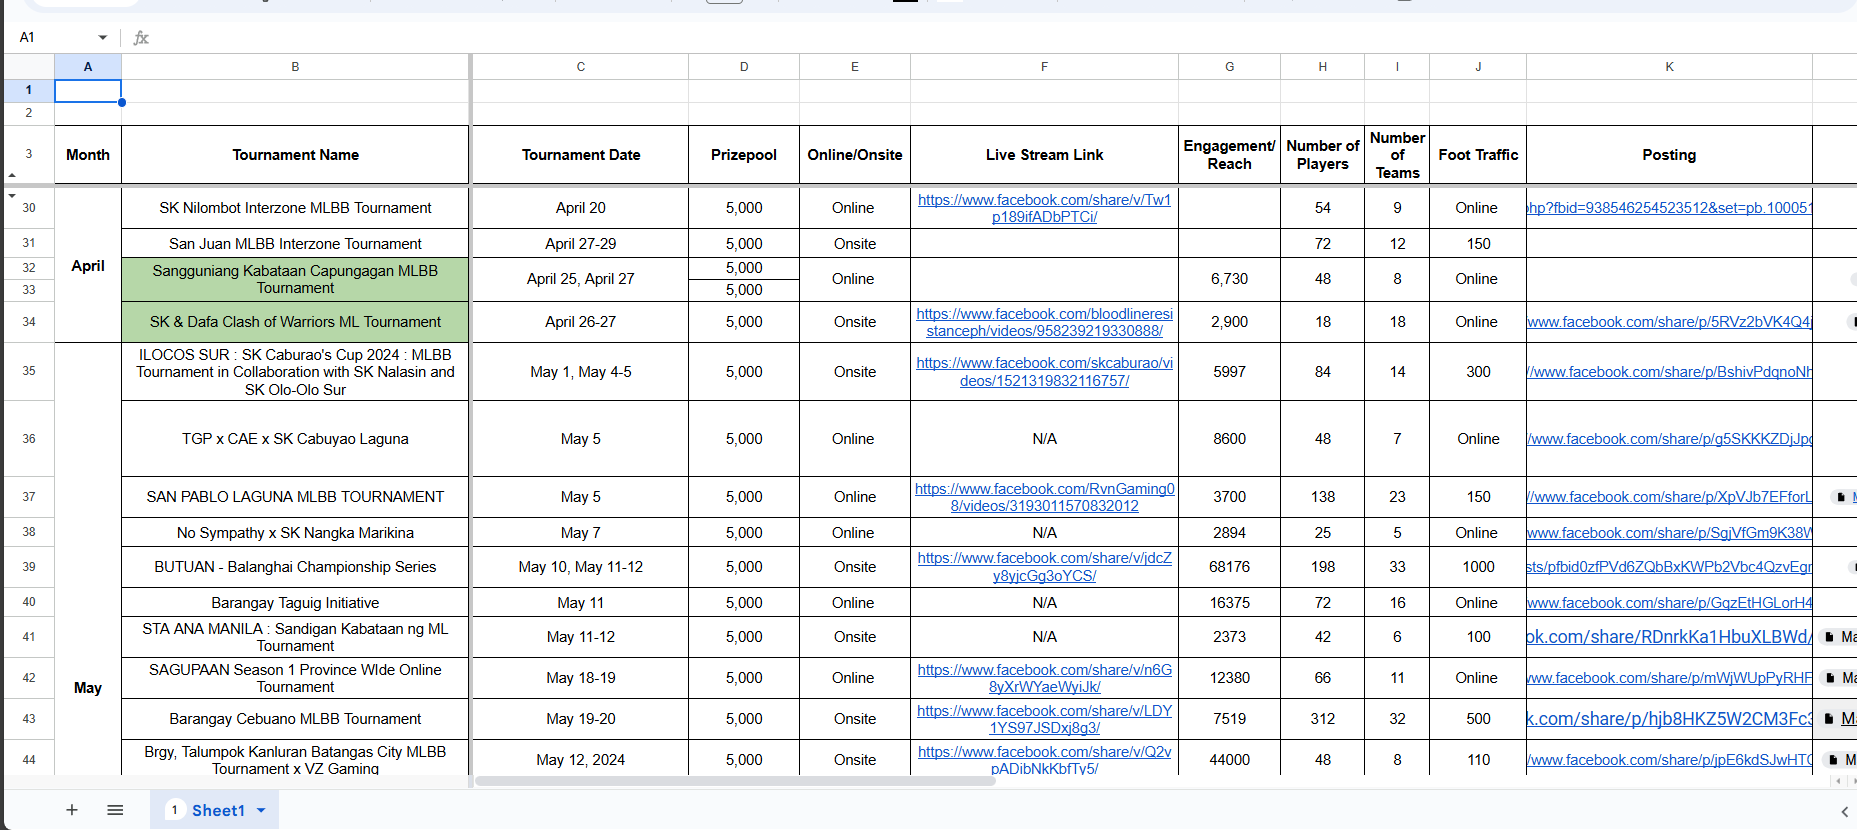 A1
fx
A B C D E F G H I J K
1
2
3 Month Tournament Name Tournament Date Prizepool Online/Onsite Live Stream Link Engagement/ Reach Number of Players Number of Teams Foot Traffic Posting
30 SK Nilombot Interzone MLBB Tournament April 20 5,000 Online https://www.facebook.com/share/v/Tw1p189ifADbPTCi/ 54 9 Online hp?fbid=938546254523512&set=pb.100051
31 San Juan MLBB Interzone Tournament April 27-29 5,000 Onsite 72 12 150
April
32 Sangguniang Kabataan Capungagan MLBB Tournament April 25, April 27 5,000 Online 6,730 48 8 Online
33 5,000
34 SK & Dafa Clash of Warriors ML Tournament April 26-27 5,000 Onsite https://www.facebook.com/bloodlineresistanceph/videos/958239219330888/ 2,900 18 18 Online www.facebook.com/share/p/5RVz2bVK4Q4j
35 ILOCOS SUR : SK Caburao's Cup 2024 : MLBB Tournament in Collaboration with SK Nalasin and SK Olo-Olo Sur May 1, May 4-5 5,000 Onsite https://www.facebook.com/skcaburao/videos/1521319832116757/ 5997 84 14 300 /www.facebook.com/share/p/BshivPdqnoNh
36 TGP x CAE x SK Cabuyao Laguna May 5 5,000 Online N/A 8600 48 7 Online /www.facebook.com/share/p/g5SKKKZDjJpc
37 SAN PABLO LAGUNA MLBB TOURNAMENT May 5 5,000 Online https://www.facebook.com/RvnGaming08/videos/3193011570832012 3700 138 23 150 //www.facebook.com/share/p/XpVJb7EFforL
38 No Sympathy x SK Nangka Marikina May 7 5,000 Online N/A 2894 25 5 Online www.facebook.com/share/p/SgjVfGm9K38W
39 BUTUAN - Balanghai Championship Series May 10, May 11-12 5,000 Onsite https://www.facebook.com/share/v/jdcZy8yjcGg3oYCS/ 68176 198 33 1000 sts/pfbid0zfPVd6ZQbBxKWPb2Vbc4QzvEgr
40 Barangay Taguig Initiative May 11 5,000 Online N/A 16375 72 16 Online www.facebook.com/share/p/GqzEtHGLorH4
41 STA ANA MANILA : Sandigan Kabataan ng ML Tournament May 11-12 5,000 Onsite N/A 2373 42 6 100 ok.com/share/RDnrkKa1HbuXLBWd/ Ma
42 SAGUPAAN Season 1 Province WIde Online Tournament May 18-19 5,000 Online https://www.facebook.com/share/v/n6G8yXrWYaeWyiJk/ 12380 66 11 Online www.facebook.com/share/p/mWjWUpPyRHF Ma
May
43 Barangay Cebuano MLBB Tournament May 19-20 5,000 Onsite https://www.facebook.com/share/v/LDY1YS97JSDxj8g3/ 7519 312 32 500 k.com/share/p/hjb8HKZ5W2CM3Fc3 M
44 Brgy, Talumpok Kanluran Batangas City MLBB Tournament x VZ Gaming May 12, 2024 5,000 Onsite https://www.facebook.com/share/v/Q2vpADibNkKbfTy5/ 44000 48 8 110 /www.facebook.com/share/p/jpE6kdSJwHTC M
1 Sheet1